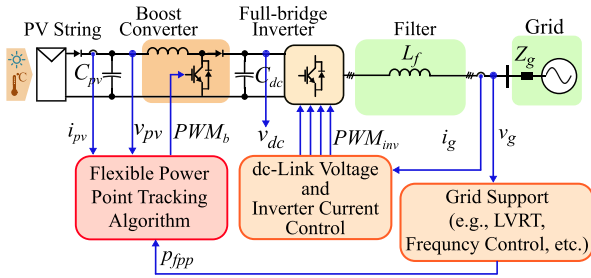 PV String
Boost
Converter
Full-bridge
Inverter
Filter
Grid
°C
C_pv
C_dc
L_f
Z_g
i_pv
v_pv
PWM_b
v_dc
PWM_inv
i_g
v_g
Flexible Power
Point Tracking
Algorithm
dc-Link Voltage
and
Inverter Current
Control
Grid Support
(e.g., LVRT,
Frequncy Control, etc.)
p_fpp